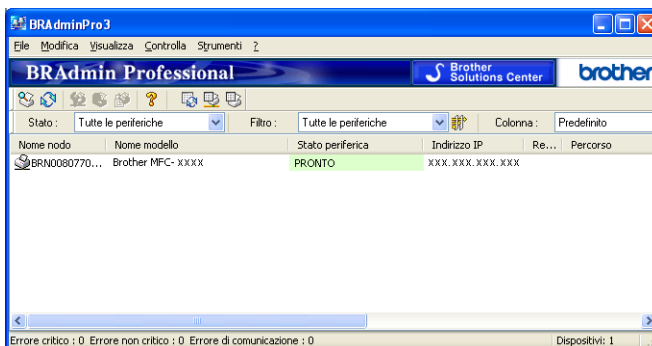 BRAdminPro3
File Modifica Visualizza Controlla Strumenti ?
BRAdmin Professional Brother Solutions Center brother
Stato : Tutte le periferiche Filtro : Tutte le periferiche Colonna : Predefinito
Nome nodo Nome modello Stato periferica Indirizzo IP Re... Percorso
BRN0080770... Brother MFC- XXXX PRONTO XXX.XXX.XXX.XXX
Errore critico : 0 Errore non critico : 0 Errore di comunicazione : 0 Dispositivi: 1